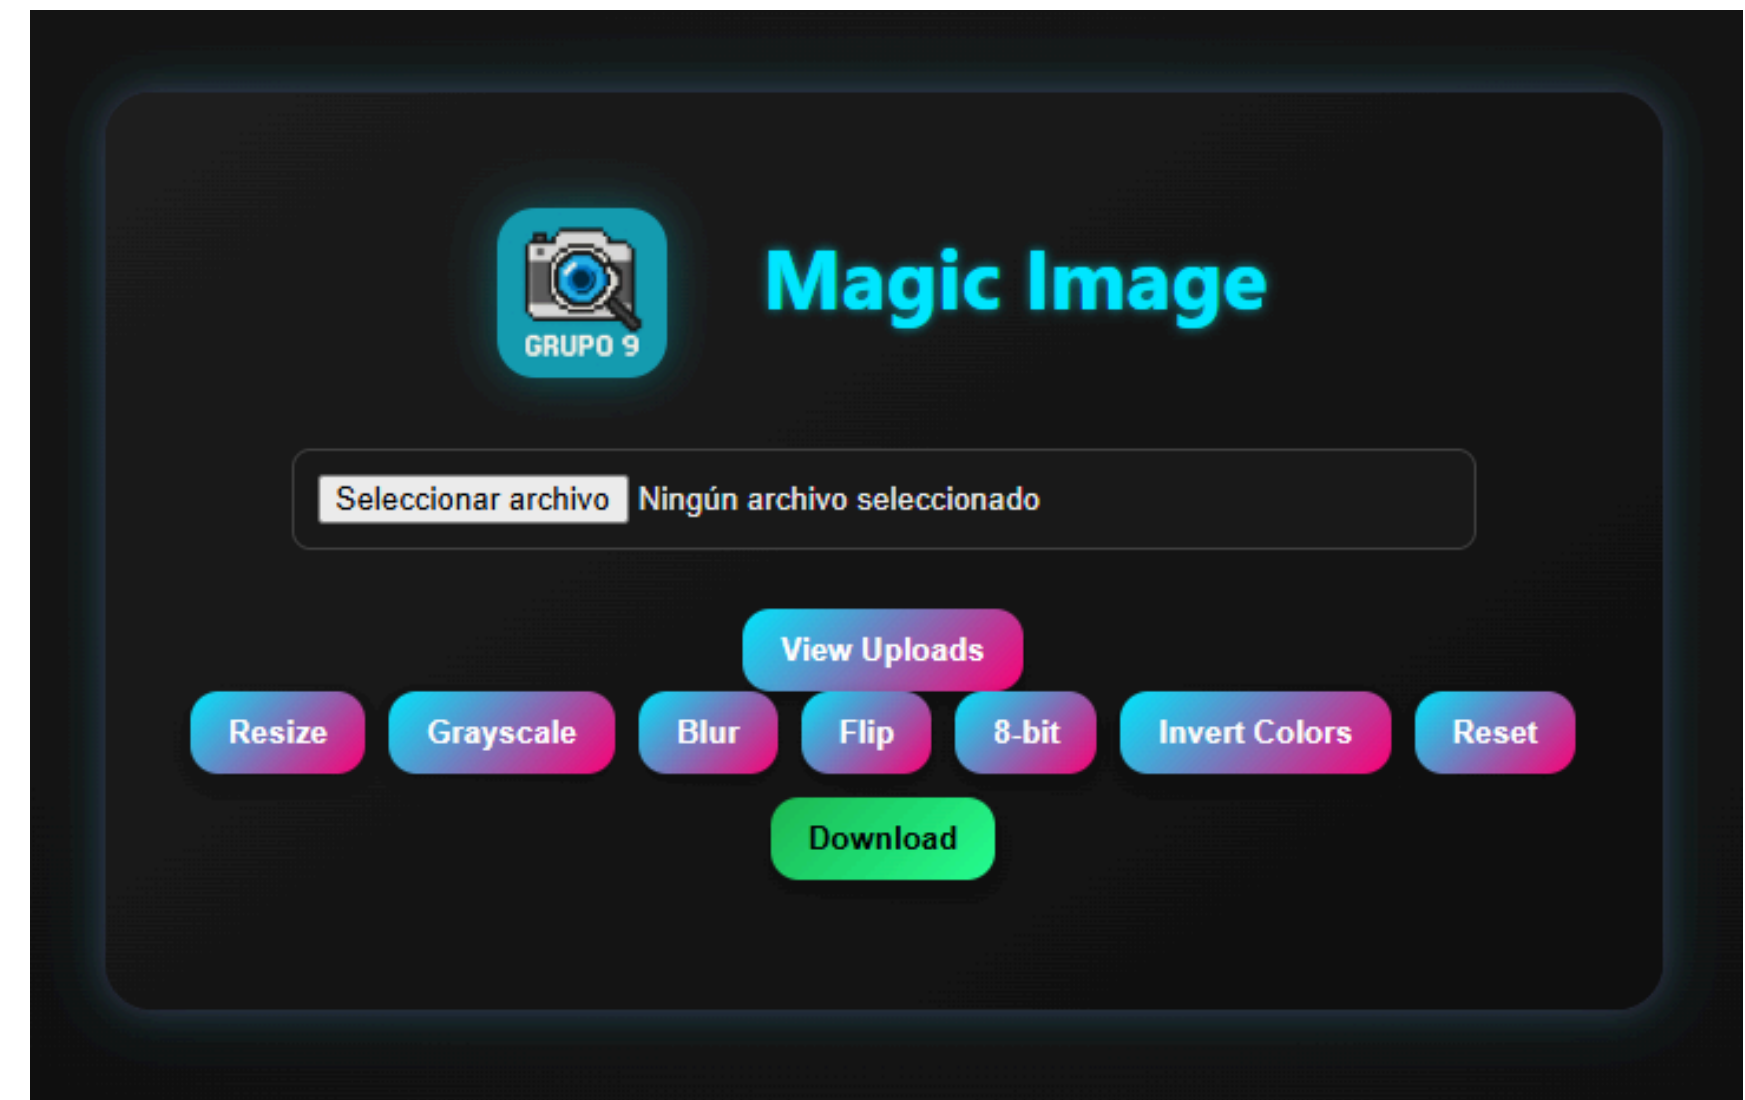 GRUPO 9
Magic Image
Seleccionar archivo Ningún archivo seleccionado
View Uploads
Resize Grayscale Blur Flip 8-bit Invert Colors Reset
Download